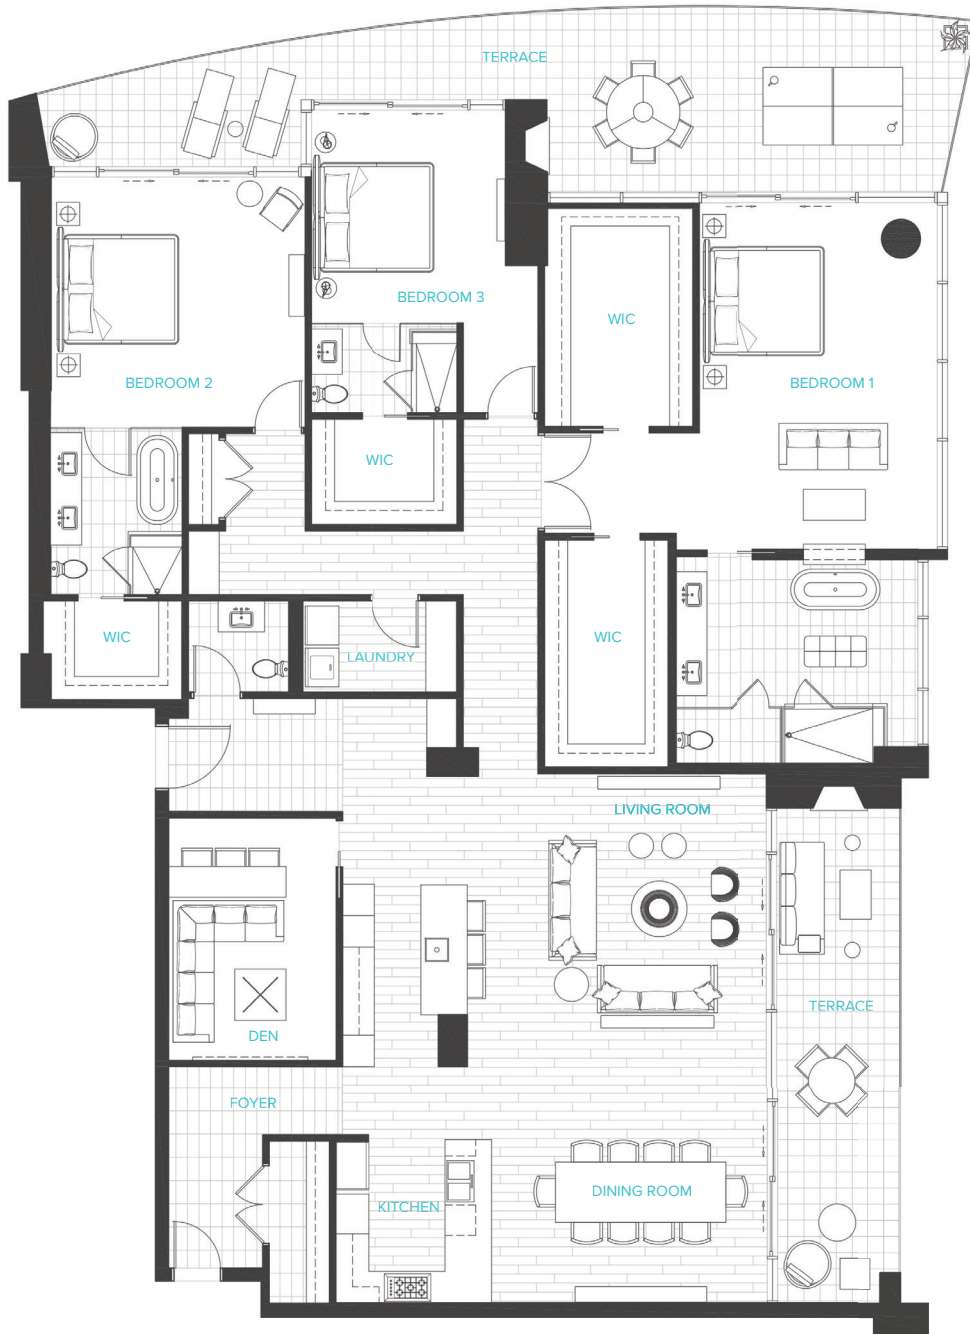 TERRACE
BEDROOM 3
WIC
BEDROOM 2
BEDROOM 1
WIC
WIC
WIC
LAUNDRY
LIVING ROOM
TERRACE
DEN
FOYER
DINING ROOM
KITCHEN